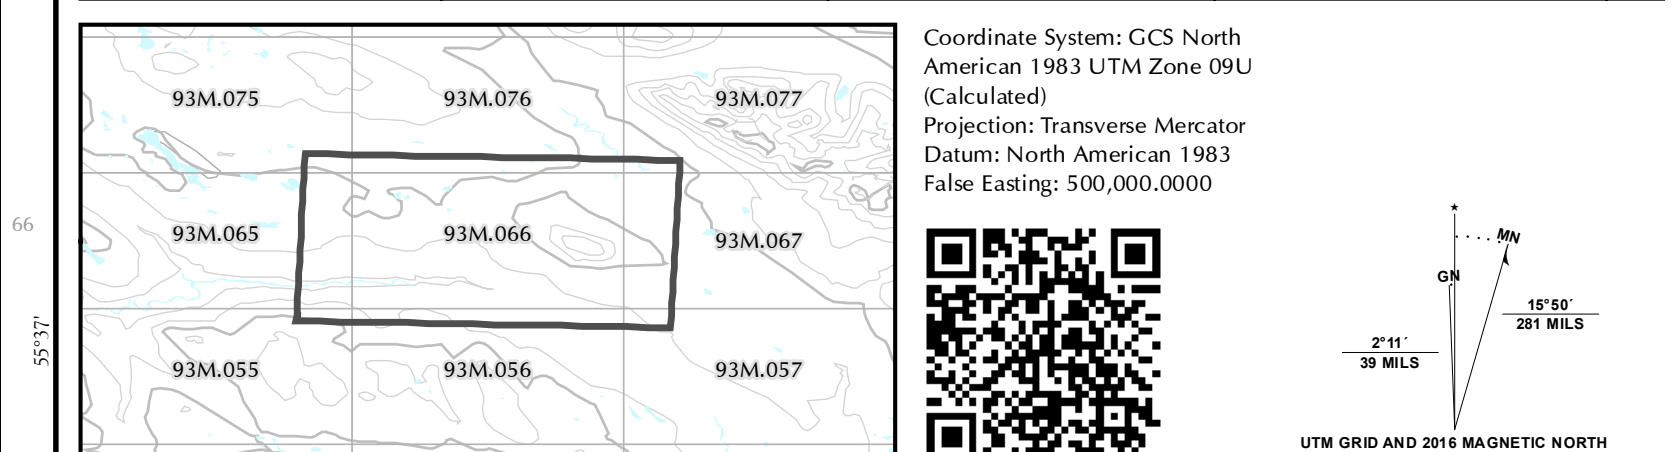 93M.075
93M.076
93M.077
93M.065
93M.066
93M.067
93M.055
93M.056
93M.057
66
55°37'
Coordinate System: GCS North
American 1983 UTM Zone 09U
(Calculated)
Projection: Transverse Mercator
Datum: North American 1983
False Easting: 500,000.0000
MN
GN
15°50´
281 MILS
2°11´
39 MILS
UTM GRID AND 2016 MAGNETIC NORTH